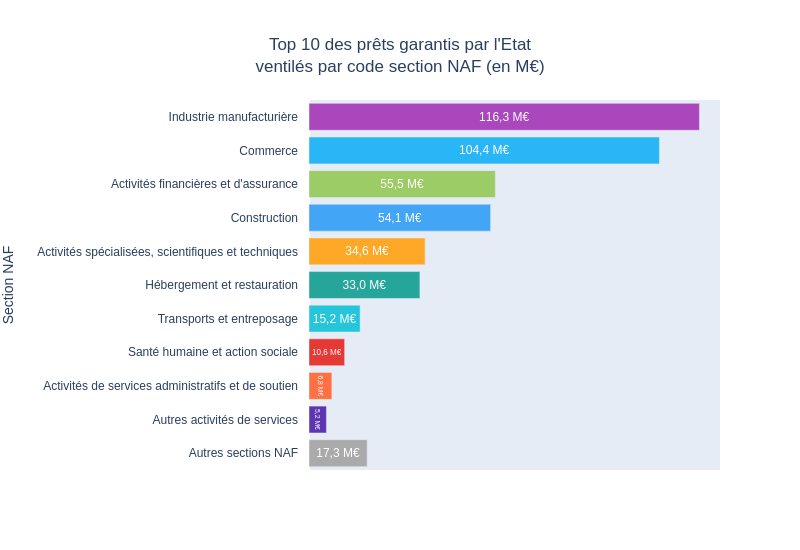 Top 10 des prêts garantis par l'Etat
ventilés par code section NAF (en M€)
Section NAF
Industrie manufacturière 116,3 M€
Commerce 104,4 M€
Activités financières et d'assurance 55,5 M€
Construction 54,1 M€
Activités spécialisées, scientifiques et techniques 34,6 M€
Hébergement et restauration 33,0 M€
Transports et entreposage 15,2 M€
Santé humaine et action sociale 10,6 M€
Activités de services administratifs et de soutien 6,8 M€
Autres activités de services 5,2 M€
Autres sections NAF 17,3 M€